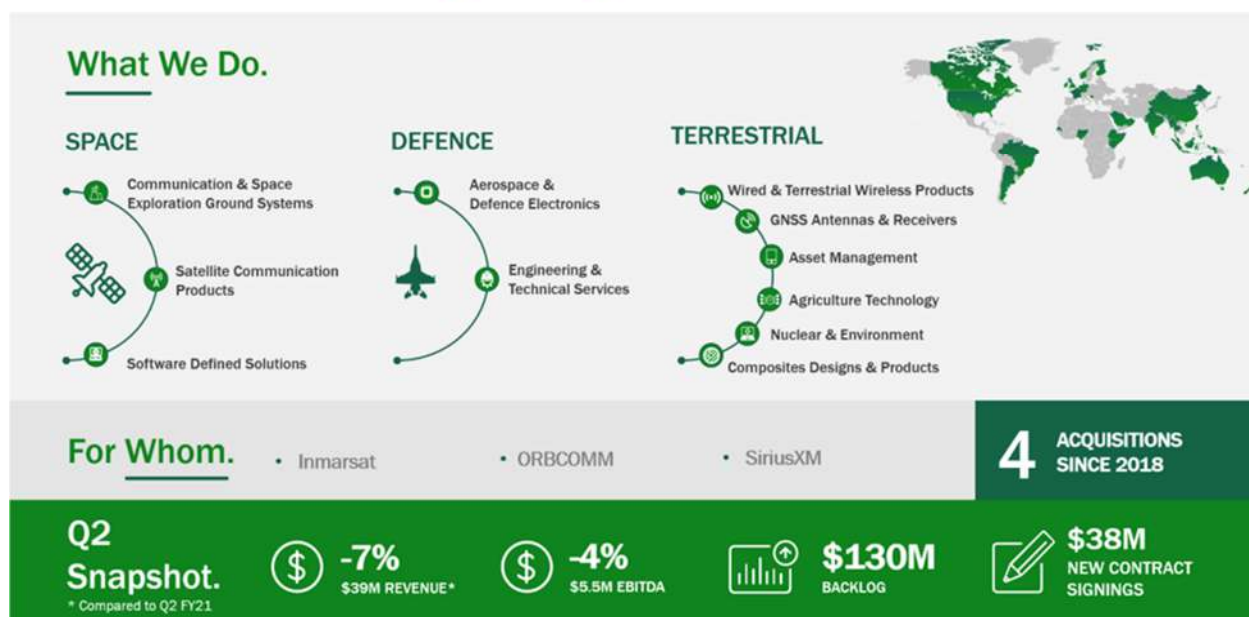 What We Do.
SPACE
Communication & Space
Exploration Ground Systems
Satellite Communication
Products
Software Defined Solutions
DEFENCE
Aerospace &
Defence Electronics
Engineering &
Technical Services
TERRESTRIAL
Wired & Terrestrial Wireless Products
GNSS Antennas & Receivers
Asset Management
Agriculture Technology
Nuclear & Environment
Composites Designs & Products
For Whom.
• Inmarsat
• ORBCOMM
• SiriusXM
4
ACQUISITIONS
SINCE 2018
Q2
Snapshot.
* Compared to Q2 FY21
-7%
$39M REVENUE*
-4%
$5.5M EBITDA
$130M
BACKLOG
$38M
NEW CONTRACT
SIGNINGS